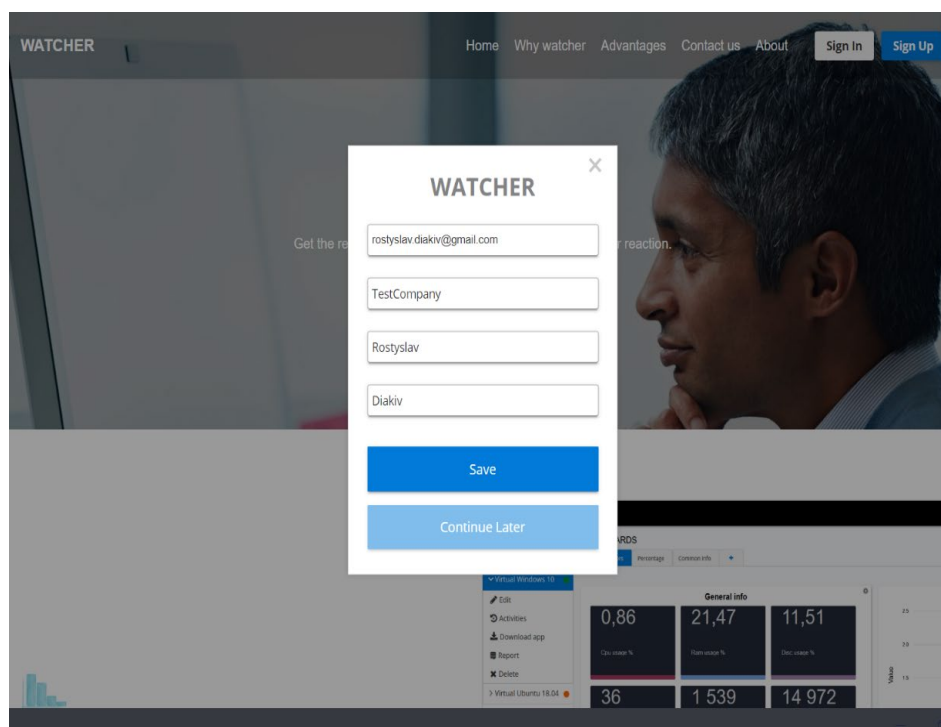 WATCHER
Home Why watcher Advantages Contact us About Sign In Sign Up
×
WATCHER
Get the re r reaction.
rostyslav.diakiv@gmail.com
TestCompany
Rostyslav
Diakiv
Save
Continue Later
ARDS
Percentage Common info +
Virtual Windows 10
General info
Edit
Activities
Download app
Report
Delete
Virtual Ubuntu 18.04
0,86 21,47 11,51
Cpu usage % Ram usage % Disc usage %
36 1 539 14 972
Value